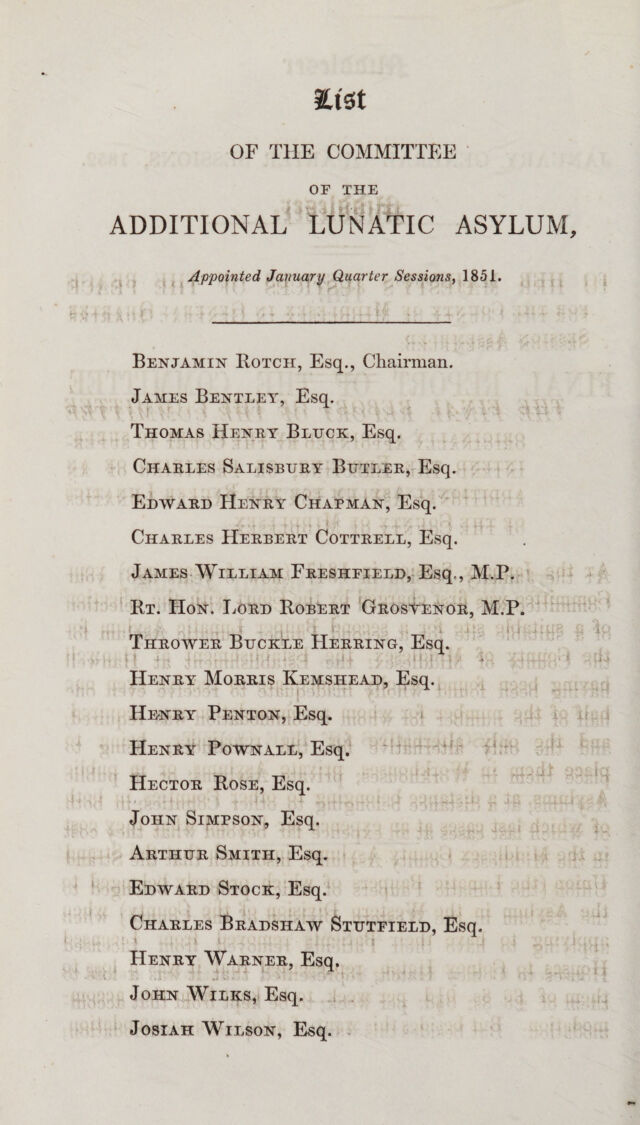 List
OF THE COMMITTEE
OF THE
ADDITIONAL LUNATIC ASYLUM,
Appointed January Quarter Sessions, 1851.
BENJAMIN ROTCH, Esq., Chairman.
JAMES BENTLEY, Esq.
THOMAS HENRY BLUCK, Esq.
CHARLES SALISBURY BUTLER, Esq.
EDWARD HENRY CHAPMAN, Esq.
CHARLES HERBERT COTTRELL, Esq.
JAMES WILLIAM FRESHFIELD, Esq., M.P.
RT. HON. LORD ROBERT GROSVENOR, M.P.
THROWER BUCKLE HERRING, Esq.
HENRY MORRIS KEMSHEAD, Esq.
HENRY PENTON, Esq.
HENRY POWNALL, Esq.
HECTOR ROSE, Esq.
JOHN SIMPSON, Esq.
ARTHUR SMITH, Esq.
EDWARD STOCK, Esq.
CHARLES BRADSHAW STUTFIELD, Esq.
HENRY WARNER, Esq.
JOHN WILKS, Esq.
JOSIAH WILSON, Esq.